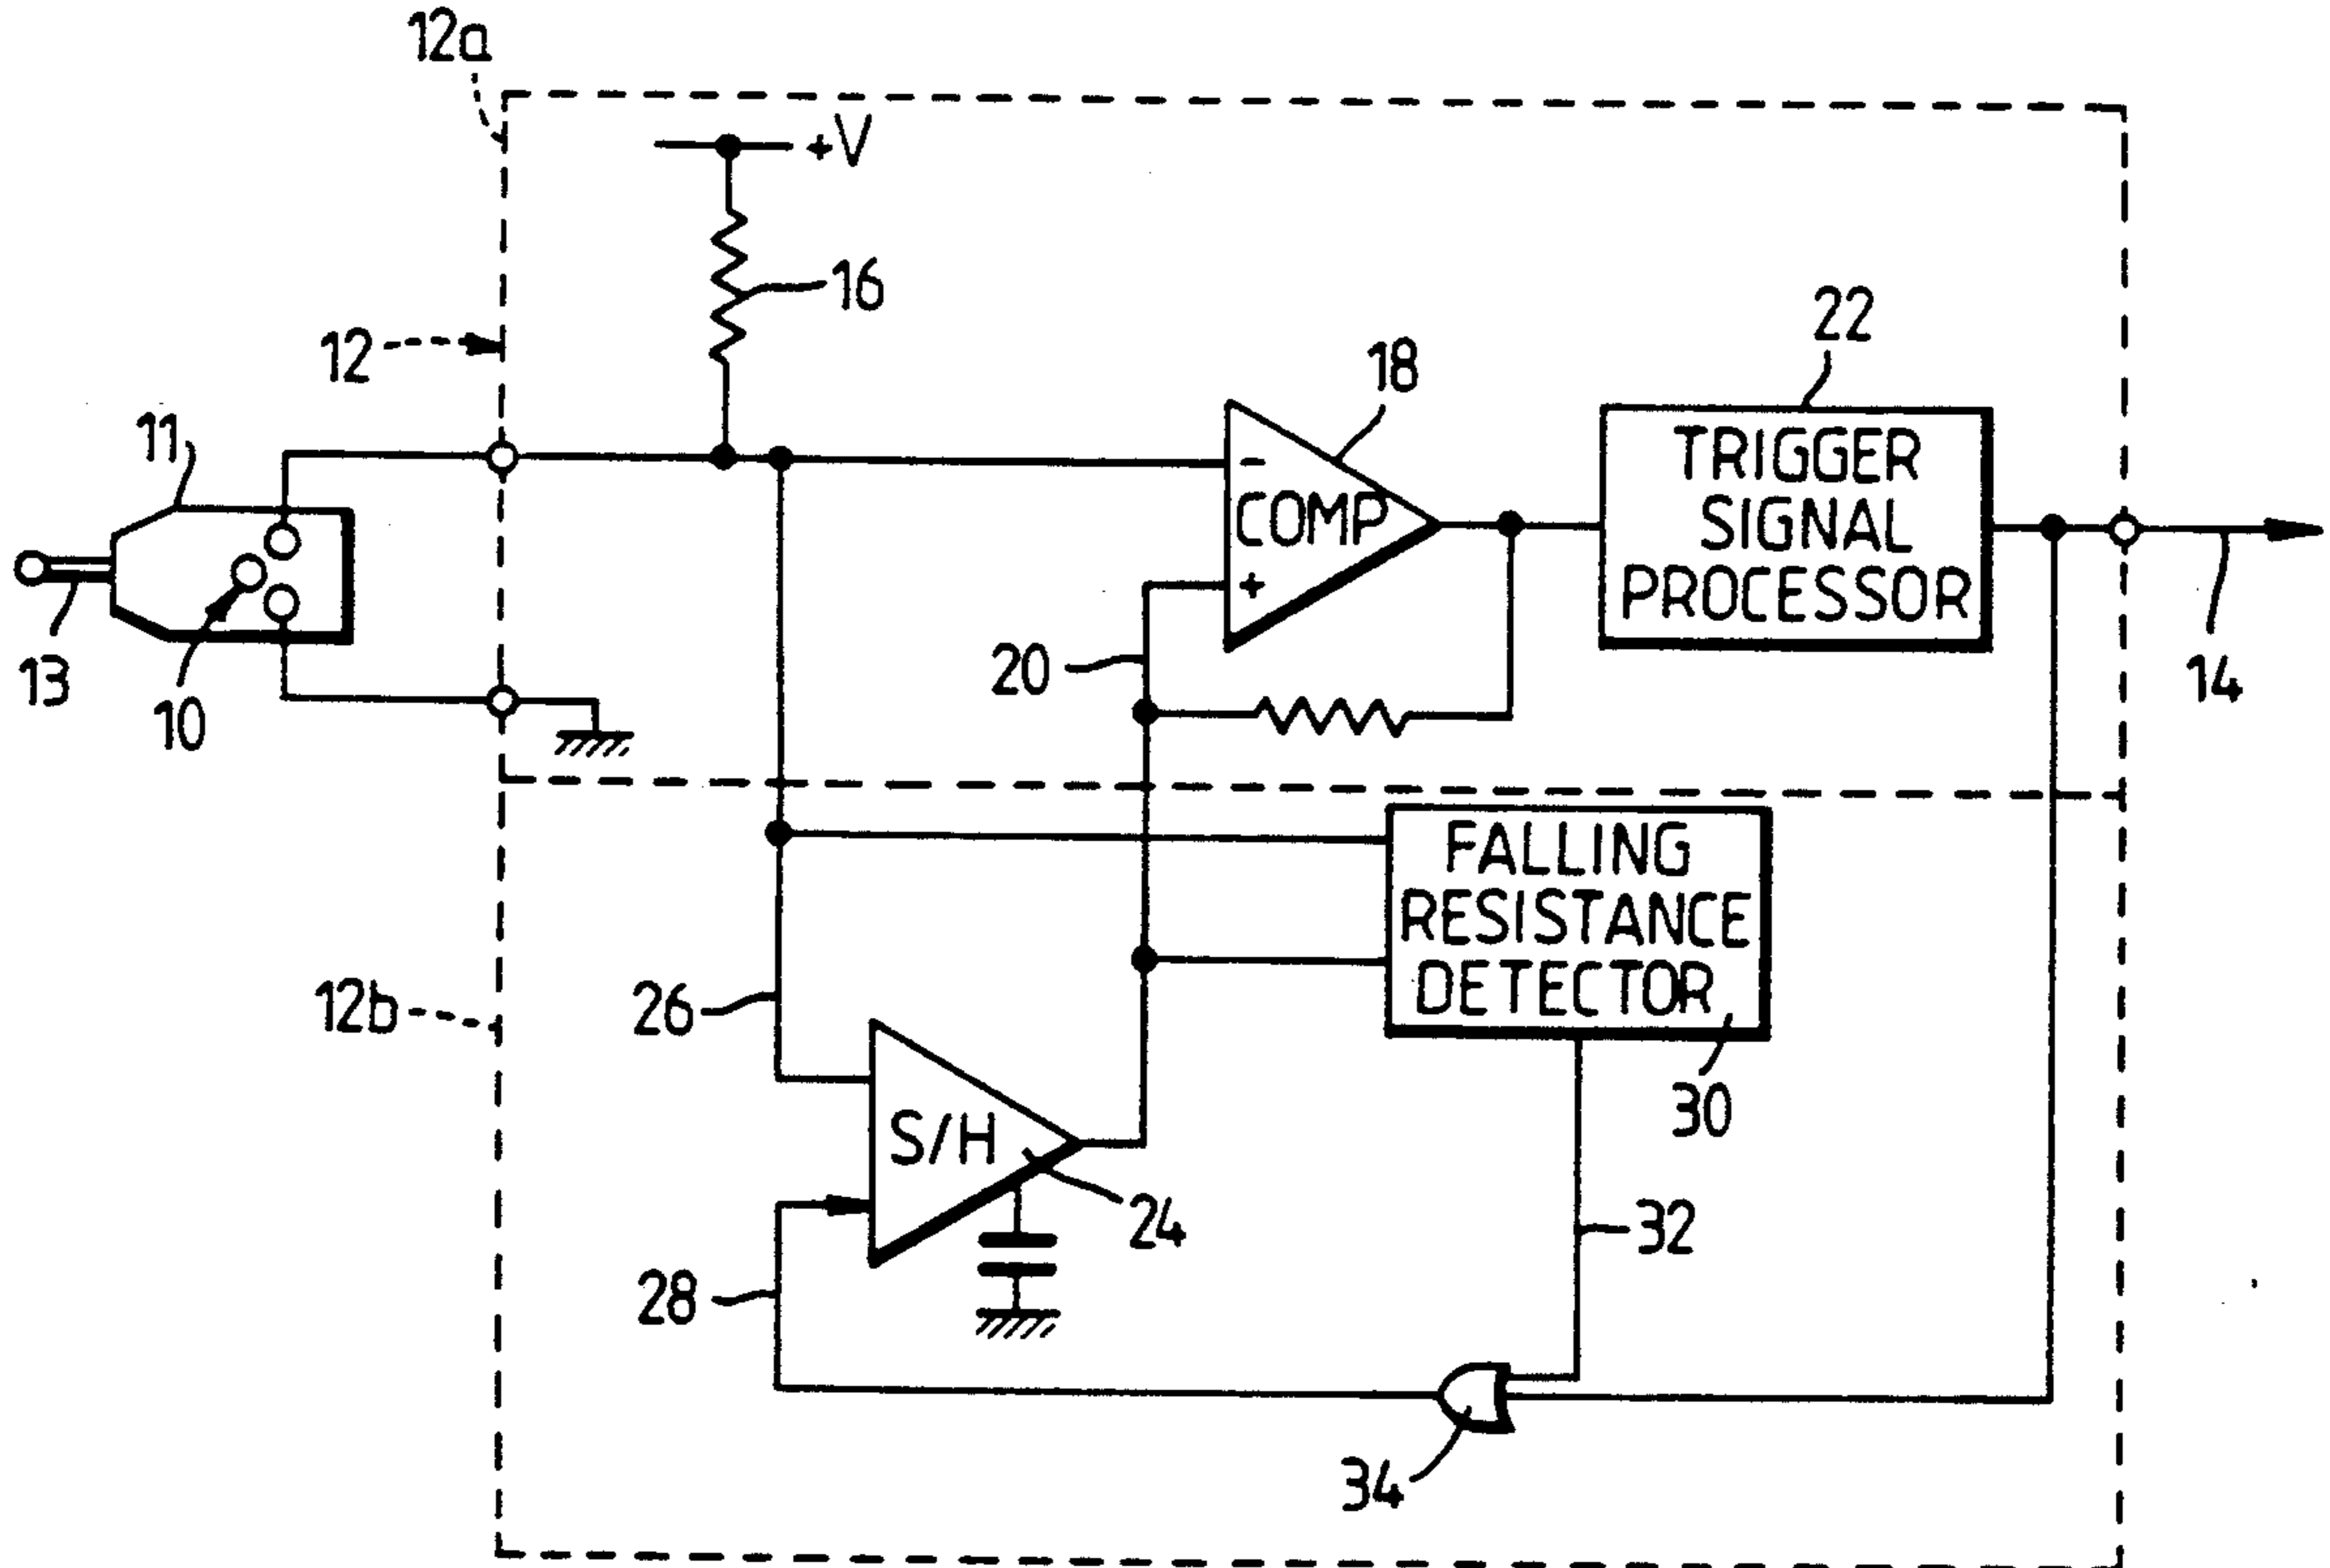 12a
+V
16
12
22
18
11
-
COMP
+
TRIGGER
SIGNAL
PROCESSOR
20
13
10
14
FALLING
RESISTANCE
DETECTOR
30
26
12b
S/H
24
32
28
34